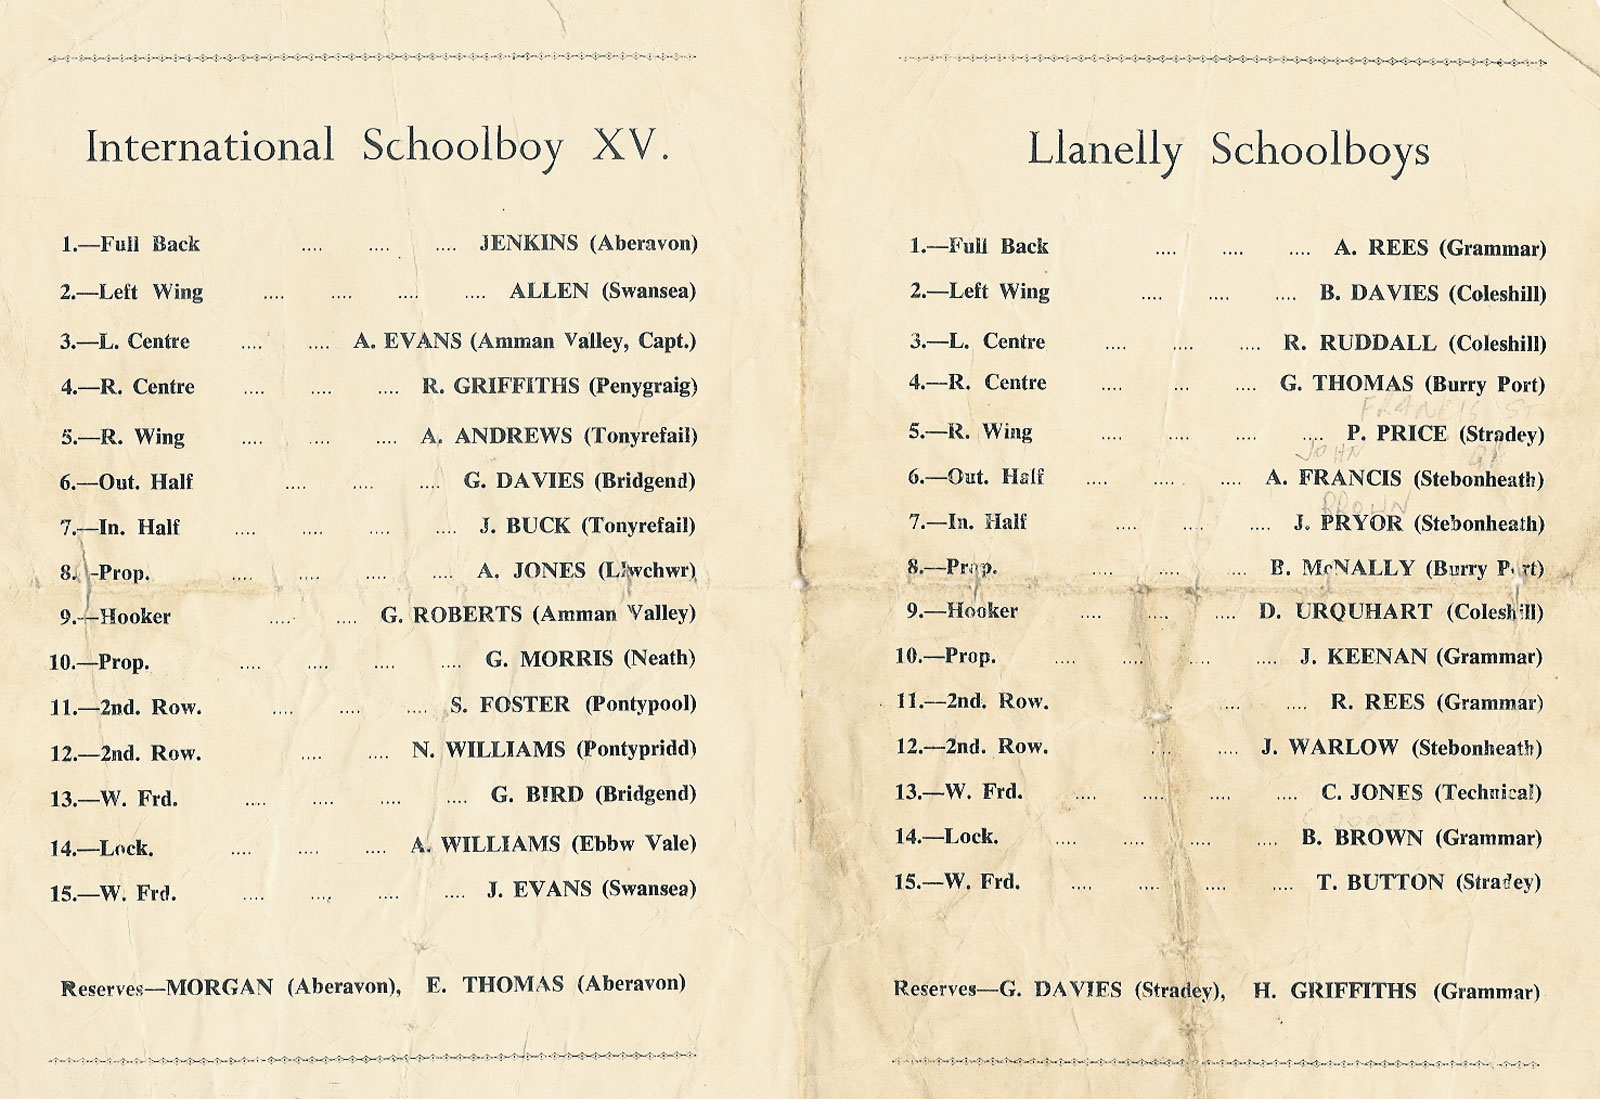 International Schoolboy XV.
1.—Full Back .... .... .... JENKINS (Aberavon)
2.—Left Wing .... .... .... .... ALLEN (Swansea)
3.—L. Centre .... .... A. EVANS (Amman Valley, Capt.)
4.—R. Centre .... .... .... R. GRIFFITHS (Penygraig)
5.—R. Wing .... .... .... A. ANDREWS (Tonyrefail)
6.—Out. Half .... .... .... G. DAVIES (Bridgend)
7.—In. Half .... .... .... .... J. BUCK (Tonyrefail)
8.—Prop. .... .... .... .... A. JONES (Llwchwr)
9.—Hooker .... .... G. ROBERTS (Amman Valley)
10.—Prop. .... .... .... .... G. MORRIS (Neath)
11.—2nd. Row. .... .... .... S. FOSTER (Pontypool)
12.—2nd. Row. .... .... N. WILLIAMS (Pontypridd)
13.—W. Frd. .... .... .... .... G. BIRD (Bridgend)
14.—Lock. .... .... .... A. WILLIAMS (Ebbw Vale)
15.—W. Frd. .... .... .... .... J. EVANS (Swansea)
Reserves—MORGAN (Aberavon), E. THOMAS (Aberavon)
Llanelly Schoolboys
1.—Full Back .... .... .... A. REES (Grammar)
2.—Left Wing .... .... .... B. DAVIES (Coleshill)
3.—L. Centre .... .... .... R. RUDDALL (Coleshill)
4.—R. Centre .... ... .... G. THOMAS (Burry Port)
FRANCIS ST
5.—R. Wing .... .... .... .... P. PRICE (Stradey)
JOHN
6.—Out. Half .... .... .... A. FRANCIS (Stebonheath)
BROWN
7.—In. Half .... .... .... J. PRYOR (Stebonheath)
8.—Prop. .... .... .... .... B. McNALLY (Burry Port)
9.—Hooker .... .... .... D. URQUHART (Coleshill)
10.—Prop. .... .... .... .... J. KEENAN (Grammar)
11.—2nd. Row. .... .... R. REES (Grammar)
12.—2nd. Row. .... .... J. WARLOW (Stebonheath)
13.—W. Frd. .... .... .... .... C. JONES (Technical)
C JONES
14.—Lock. .... .... .... .... B. BROWN (Grammar)
15.—W. Frd. .... .... .... .... T. BUTTON (Stradey)
Reserves—G. DAVIES (Stradey), H. GRIFFITHS (Grammar)